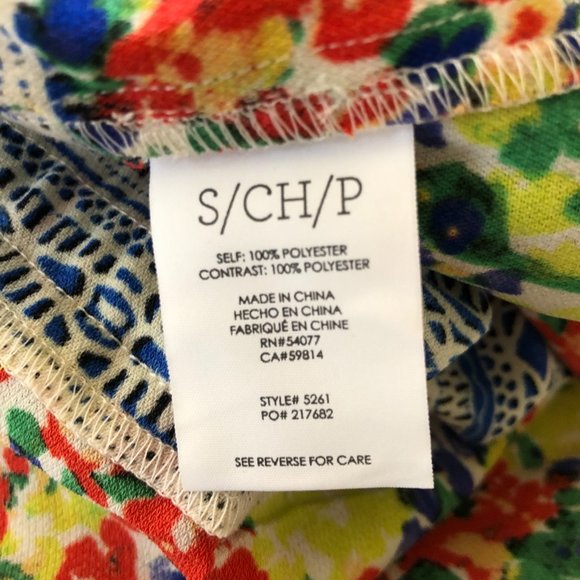 S/CH/P
SELF: 100% POLYESTER
CONTRAST: 100% POLYESTER
MADE IN CHINA
HECHO EN CHINA
FABRIQUÉ EN CHINE
RN#54077
CA#59814
STYLE# 5261
PO# 217682
SEE REVERSE FOR CARE